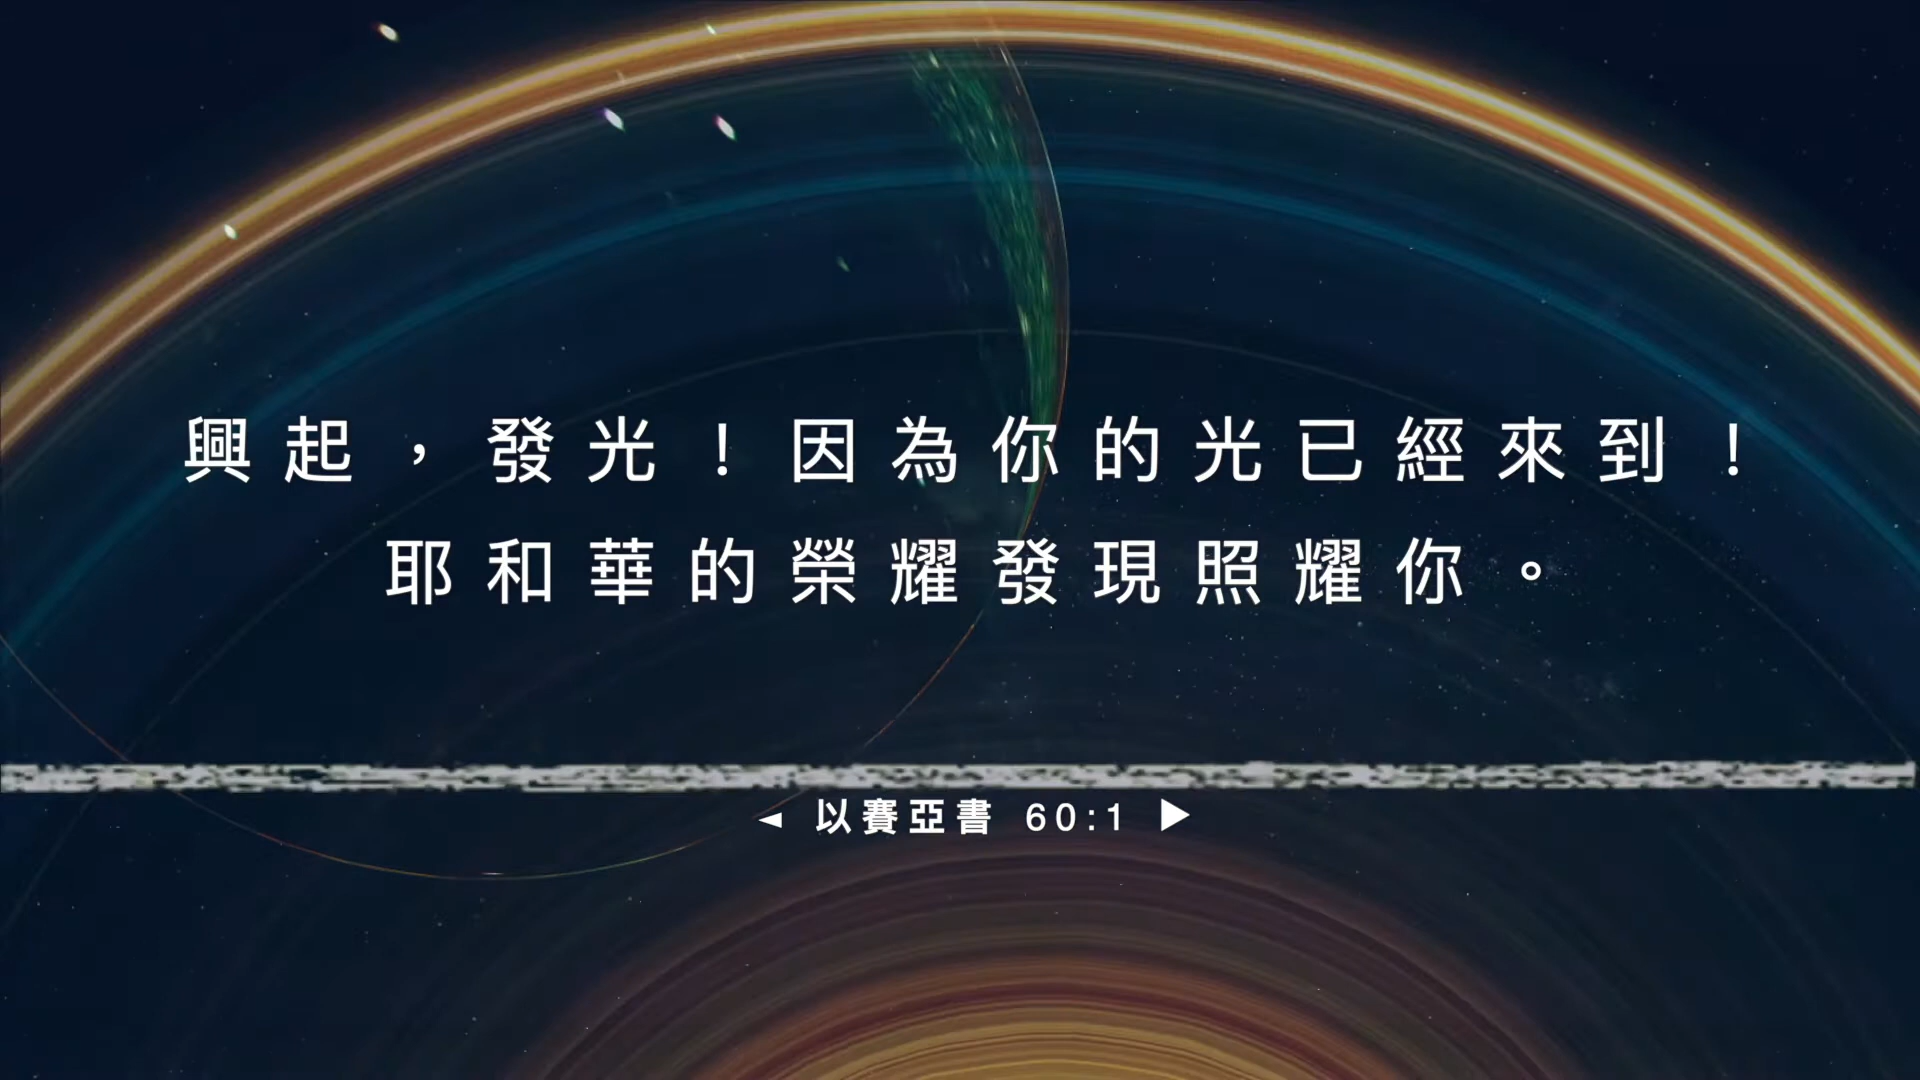 興起，發光！因為你的光已經來到！
耶和華的榮耀發現照耀你。
◄ 以賽亞書 60:1 ▶